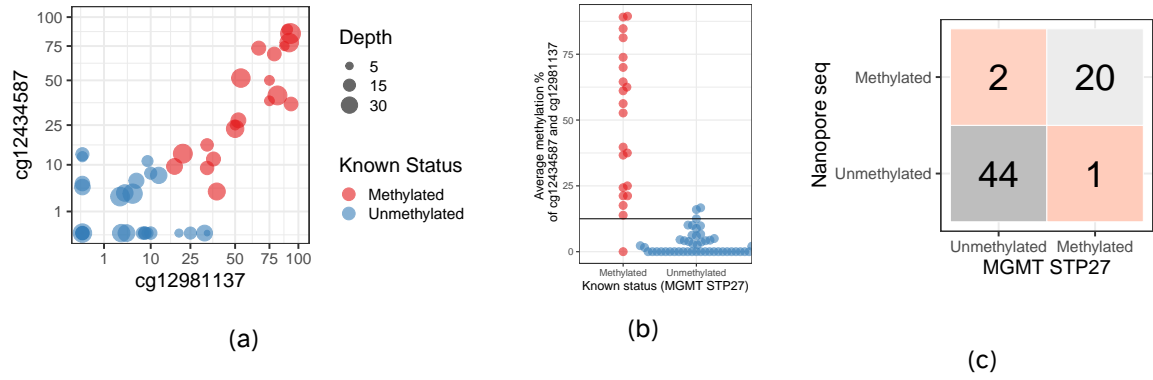 100
75
50
25
10
1
cg12434587
1
10
25
50
75
100
cg12981137
Depth
5
15
30
Known Status
Methylated
Unmethylated
(a)
Average methylation %
of cg12434587 and cg12981137
75
50
25
0
Methylated
Unmethylated
Known status (MGMT STP27)
(b)
Nanopore seq
Methylated
Unmethylated
2
20
44
1
Unmethylated
Methylated
MGMT STP27
(c)